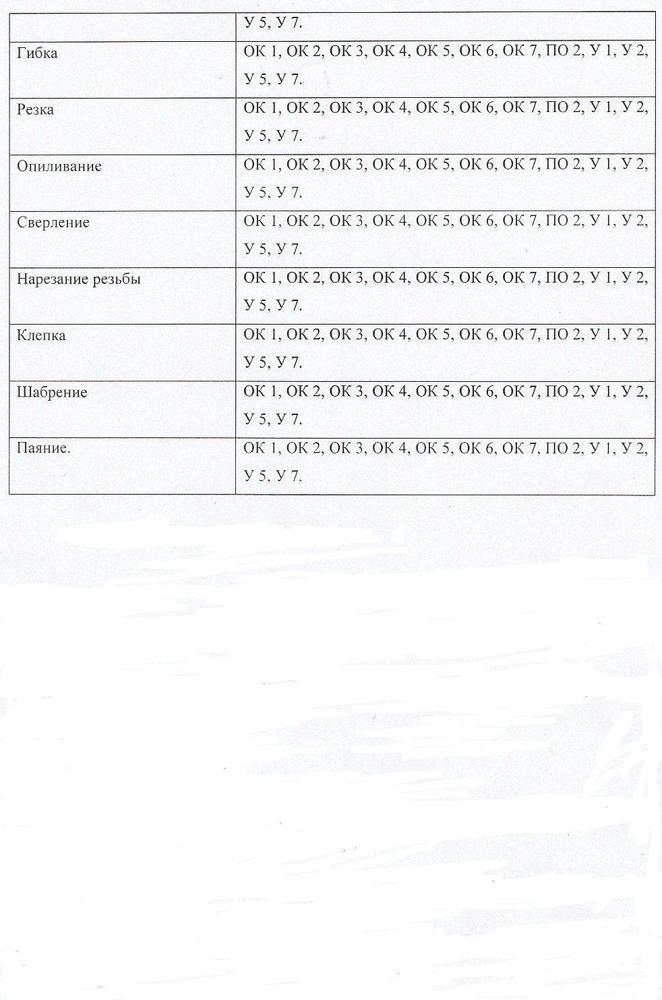 У 5, У 7.
Гибка ОК 1, ОК 2, ОК 3, ОК 4, ОК 5, ОК 6, ОК 7, ПО 2, У 1, У 2,
У 5, У 7.
Резка ОК 1, ОК 2, ОК 3, ОК 4, ОК 5, ОК 6, ОК 7, ПО 2, У 1, У 2,
У 5, У 7.
Опиливание ОК 1, ОК 2, ОК 3, ОК 4, ОК 5, ОК 6, ОК 7, ПО 2, У 1, У 2,
У 5, У 7.
Сверление ОК 1, ОК 2, ОК 3, ОК 4, ОК 5, ОК 6, ОК 7, ПО 2, У 1, У 2,
У 5, У 7.
Нарезание резьбы ОК 1, ОК 2, ОК 3, ОК 4, ОК 5, ОК 6, ОК 7, ПО 2, У 1, У 2,
У 5, У 7.
Клепка ОК 1, ОК 2, ОК 3, ОК 4, ОК 5, ОК 6, ОК 7, ПО 2, У 1, У 2,
У 5, У 7.
Шабрение ОК 1, ОК 2, ОК 3, ОК 4, ОК 5, ОК 6, ОК 7, ПО 2, У 1, У 2,
У 5, У 7.
Паяние. ОК 1, ОК 2, ОК 3, ОК 4, ОК 5, ОК 6, ОК 7, ПО 2, У 1, У 2,
У 5, У 7.